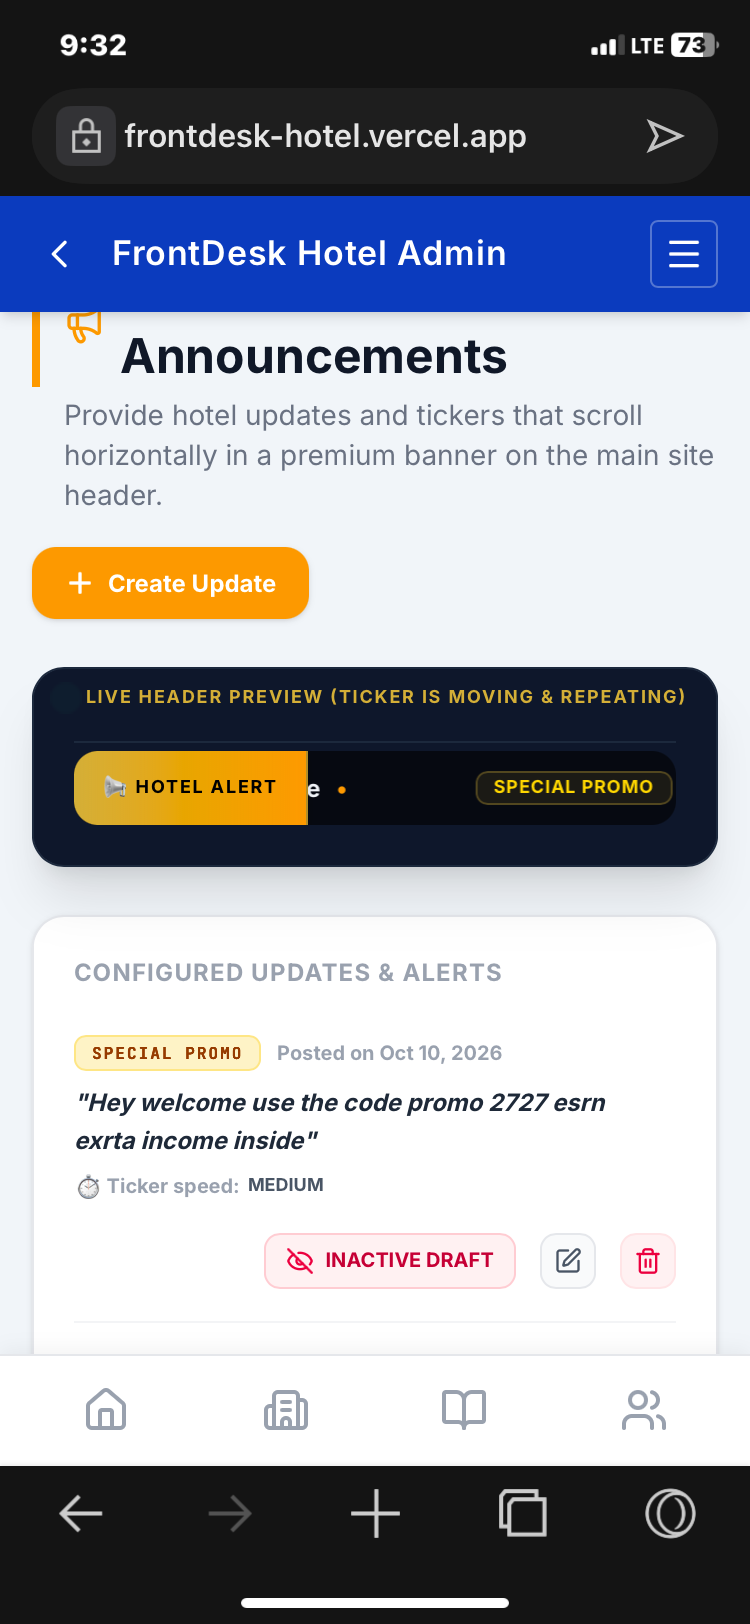 9:32
LTE 73
frontdesk-hotel.vercel.app
FrontDesk Hotel Admin
Announcements
Provide hotel updates and tickers that scroll
horizontally in a premium banner on the main site
header.
+ Create Update
LIVE HEADER PREVIEW (TICKER IS MOVING & REPEATING)
HOTEL ALERT
e •
SPECIAL PROMO
CONFIGURED UPDATES & ALERTS
SPECIAL PROMO
Posted on Oct 10, 2026
"Hey welcome use the code promo 2727 esrn
exrta income inside"
Ticker speed: MEDIUM
INACTIVE DRAFT